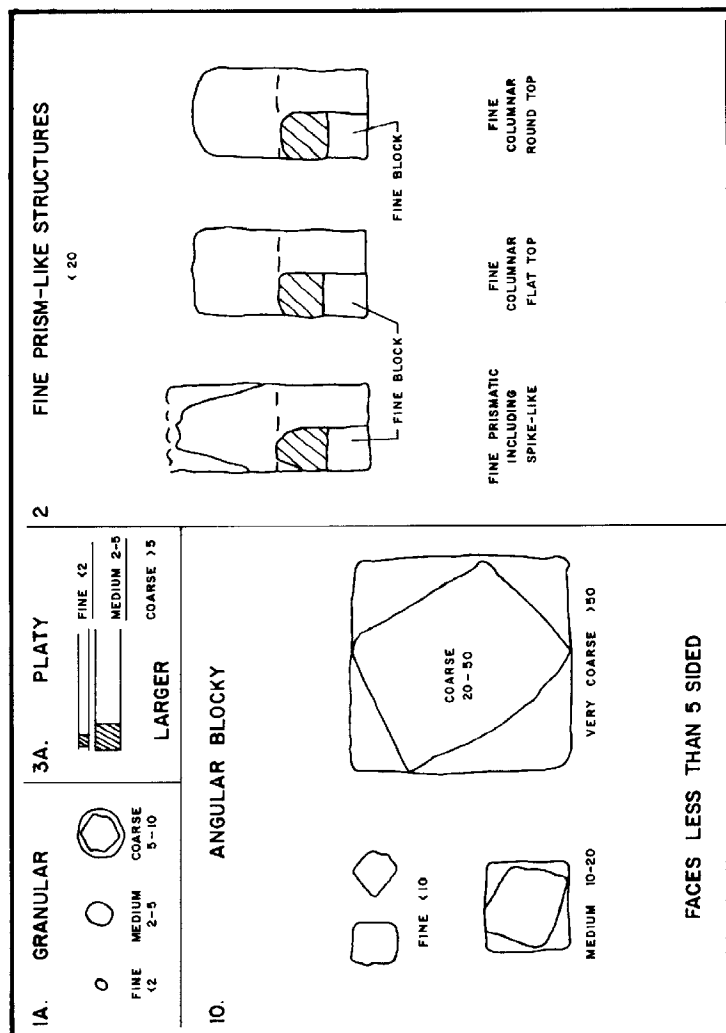 1A. GRANULAR
FINE
<2
MEDIUM
2-5
COARSE
5-10
3A. PLATY
FINE <2
MEDIUM 2-5
COARSE >5
LARGER
2 FINE PRISM-LIKE STRUCTURES
< 20
FINE BLOCK
FINE BLOCK
FINE PRISMATIC
INCLUDING
SPIKE-LIKE
FINE
COLUMNAR
FLAT TOP
FINE
COLUMNAR
ROUND TOP
10. ANGULAR BLOCKY
FINE <10
MEDIUM 10-20
COARSE
20-50
VERY COARSE >50
FACES LESS THAN 5 SIDED